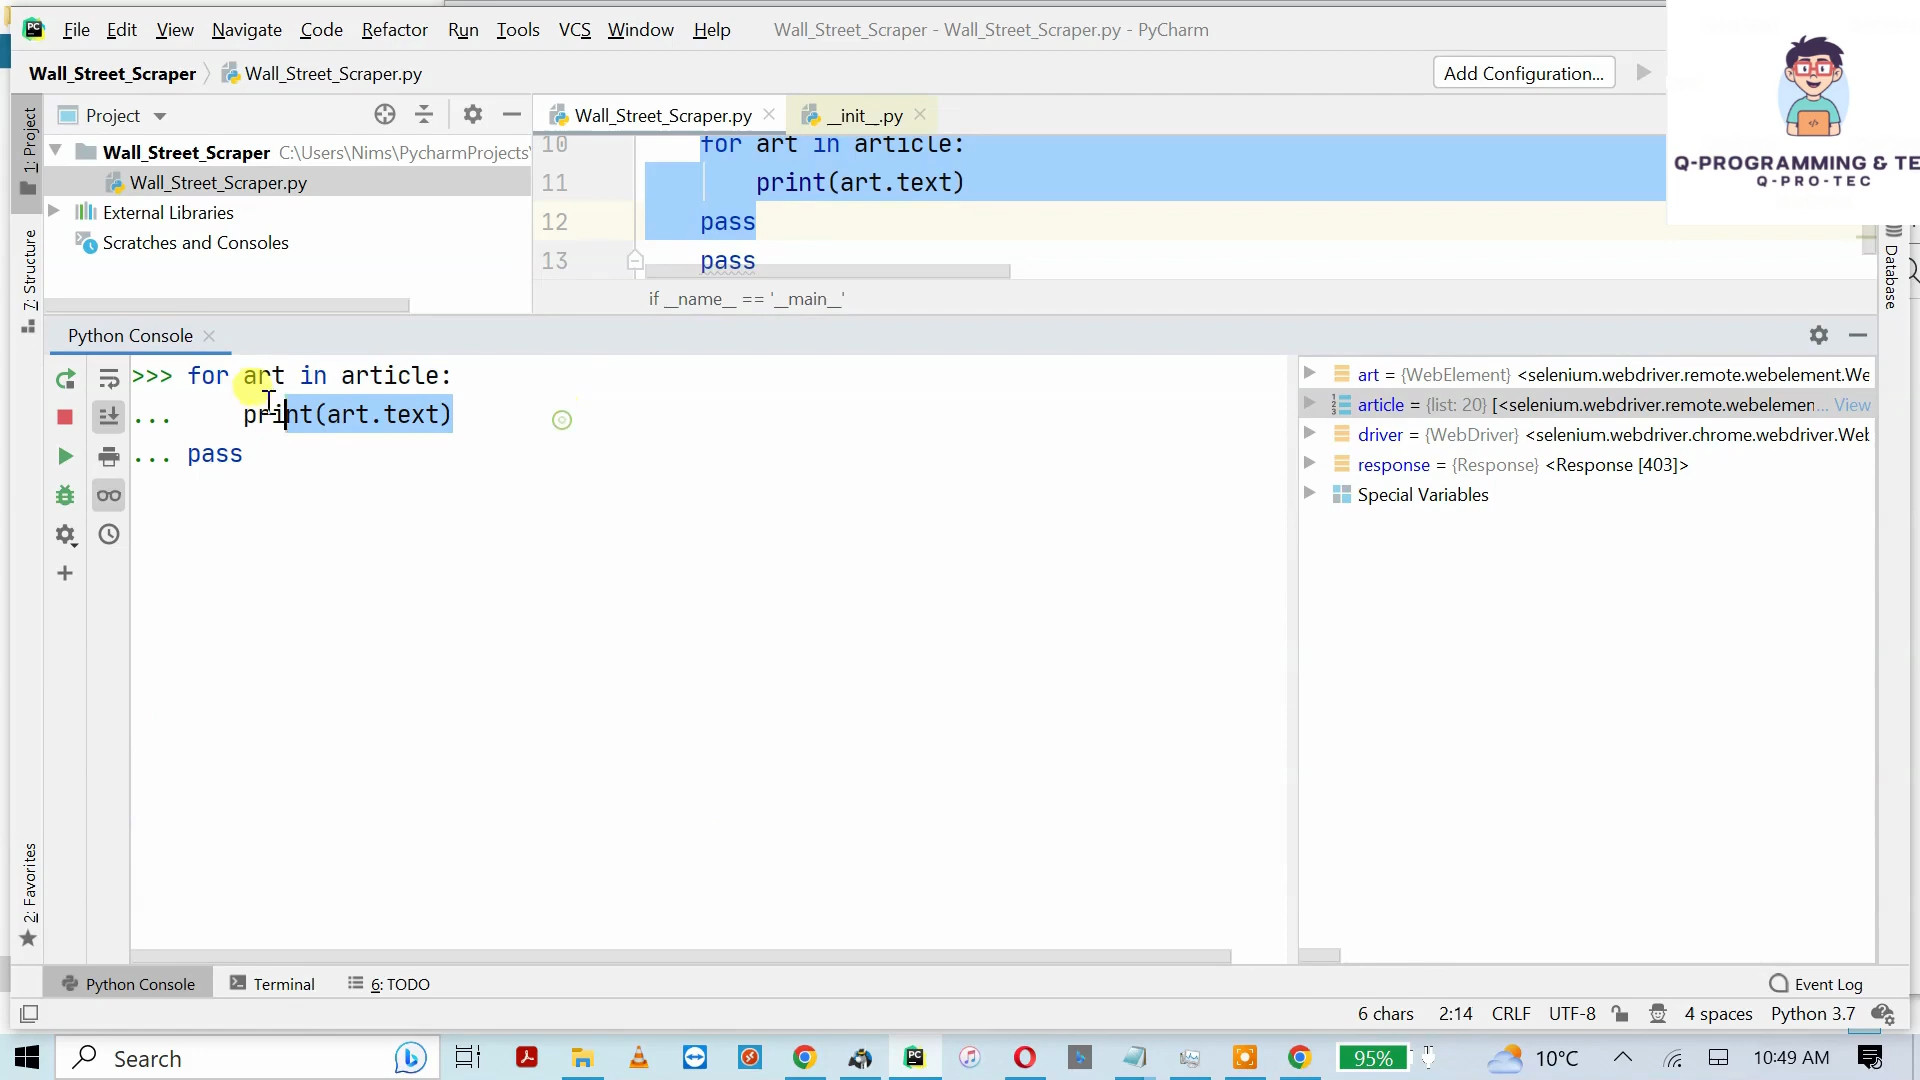 File Edit View Navigate Code Refactor Run Tools VCS Window Help Wall_Street_Scraper - Wall_Street_Scraper.py - PyCharm
Wall_Street_Scraper Wall_Street_Scraper.py Add Configuration...
Project Wall_Street_Scraper.py __init__.py
Wall_Street_Scraper C:\Users\Nims\PycharmProjects\
Wall_Street_Scraper.py
External Libraries
Scratches and Consoles
10 for art in article:
11 print(art.text)
12 pass
13 pass
if __name__ == '__main__'
Q-PROGRAMMING & TE
Q-PRO-TEC
1: Project
7: Structure
2: Favorites
Database
Python Console
>>> for art in article:
... print(art.text)
... pass
art = {WebElement} <selenium.webdriver.remote.webelement.We
article = {list: 20} [<selenium.webdriver.remote.webelemen... View
driver = {WebDriver} <selenium.webdriver.chrome.webdriver.Wel
response = {Response} <Response [403]>
Special Variables
Python Console Terminal 6: TODO Event Log
6 chars 2:14 CRLF UTF-8 4 spaces Python 3.7
Search 95% 10°C 10:49 AM